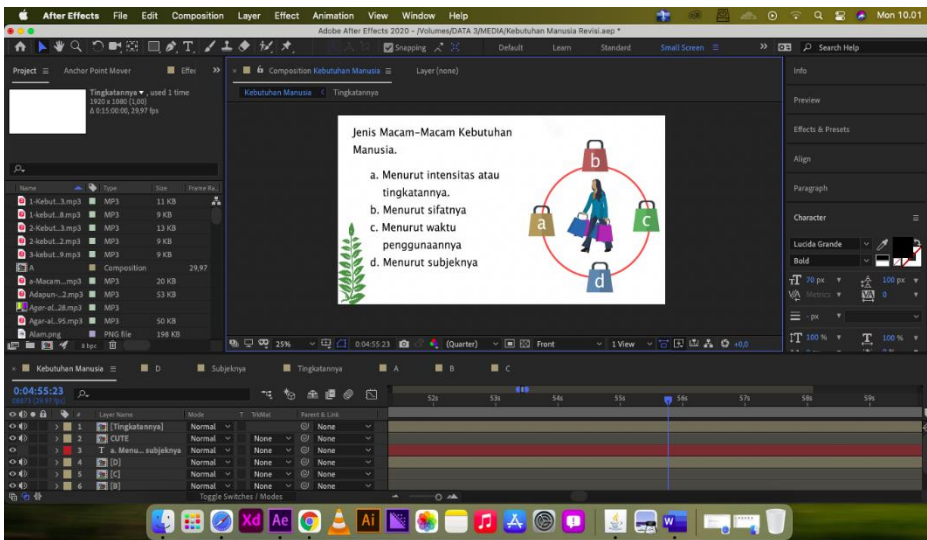 After Effects File Edit Composition Layer Effect Animation View Window Help
Mon 10.01
Adobe After Effects 2020 - /Volumes/DATA 3/MEDIA/Kebutuhan Manusia Revisi.aep *
Snapping
Default Learn Standard Small Screen
Search Help
Project Anchor Point Mover Effec
Composition Kebutuhan Manusia Layer (none)
Kebutuhan Manusia Tingkatannya
Tingkatannya , used 1 time
1920 x 1080 (1,00)
Δ 0:15:00:00, 29,97 fps
Name Type Size Frame Ra..
1-Kebut...3.mp3 MP3 11 KB
1-kebut...8.mp3 MP3 9 KB
2-Kebut...3.mp3 MP3 13 KB
2-kebut...2.mp3 MP3 9 KB
3-kebut...9.mp3 MP3 9 KB
A Composition 29,97
a-Macam....mp3 MP3 20 KB
Adapun-...2.mp3 MP3 53 KB
Agar-al...28.mp3 MP3
Agar-al...95.mp3 MP3 50 KB
Alam.png PNG file 198 KB
8 bpc
Jenis Macam-Macam Kebutuhan
Manusia.
a. Menurut intensitas atau
tingkatannya.
b. Menurut sifatnya
c. Menurut waktu
penggunaannya
d. Menurut subjeknya
b
a
c
d
25% 0:04:55:23 (Quarter) Front 1 View +0,0
Info
Preview
Effects & Presets
Align
Paragraph
Character
Lucida Grande
Bold
70 px 100 px
Metrics 0
- px
100 % 100 %
Kebutuhan Manusia D Subjeknya Tingkatannya A B C
0:04:55:23
52s 53s 54s 55s 56s 57s 58s 59s
# Layer Name Mode T TrkMat Parent & Link
1 [Tingkatannya] Normal None
2 CUTE Normal None None
3 T a. Menu... subjeknya Normal None None
4 [D] Normal None None
5 [C] Normal None None
6 [B] Normal None None
Toggle Switches / Modes
Xd Ae Ai W